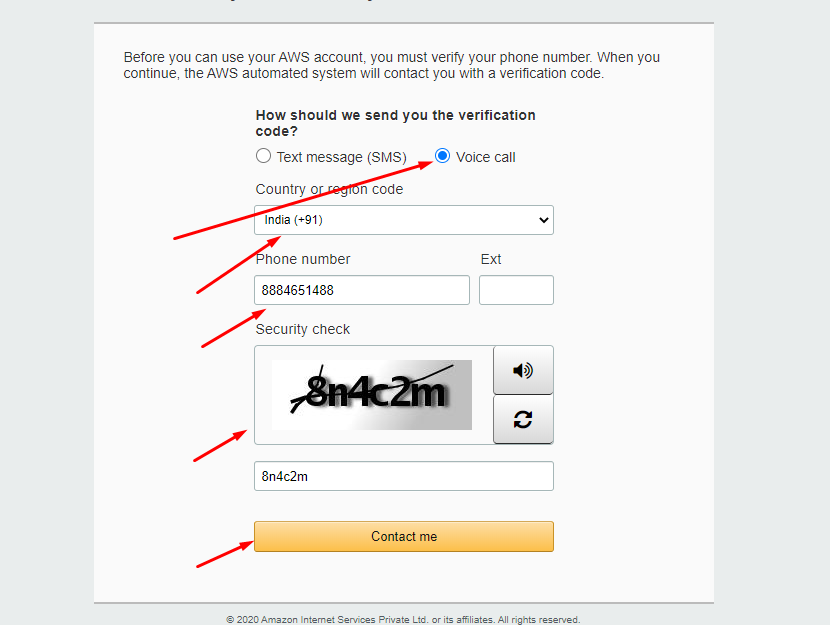 Before you can use your AWS account, you must verify your phone number. When you
continue, the AWS automated system will contact you with a verification code.
How should we send you the verification
code?
Text message (SMS) Voice call
Country or region code
India (+91)
Phone number Ext
8884651488
Security check
8n4c2m
8n4c2m
Contact me
© 2020 Amazon Internet Services Private Ltd. or its affiliates. All rights reserved.